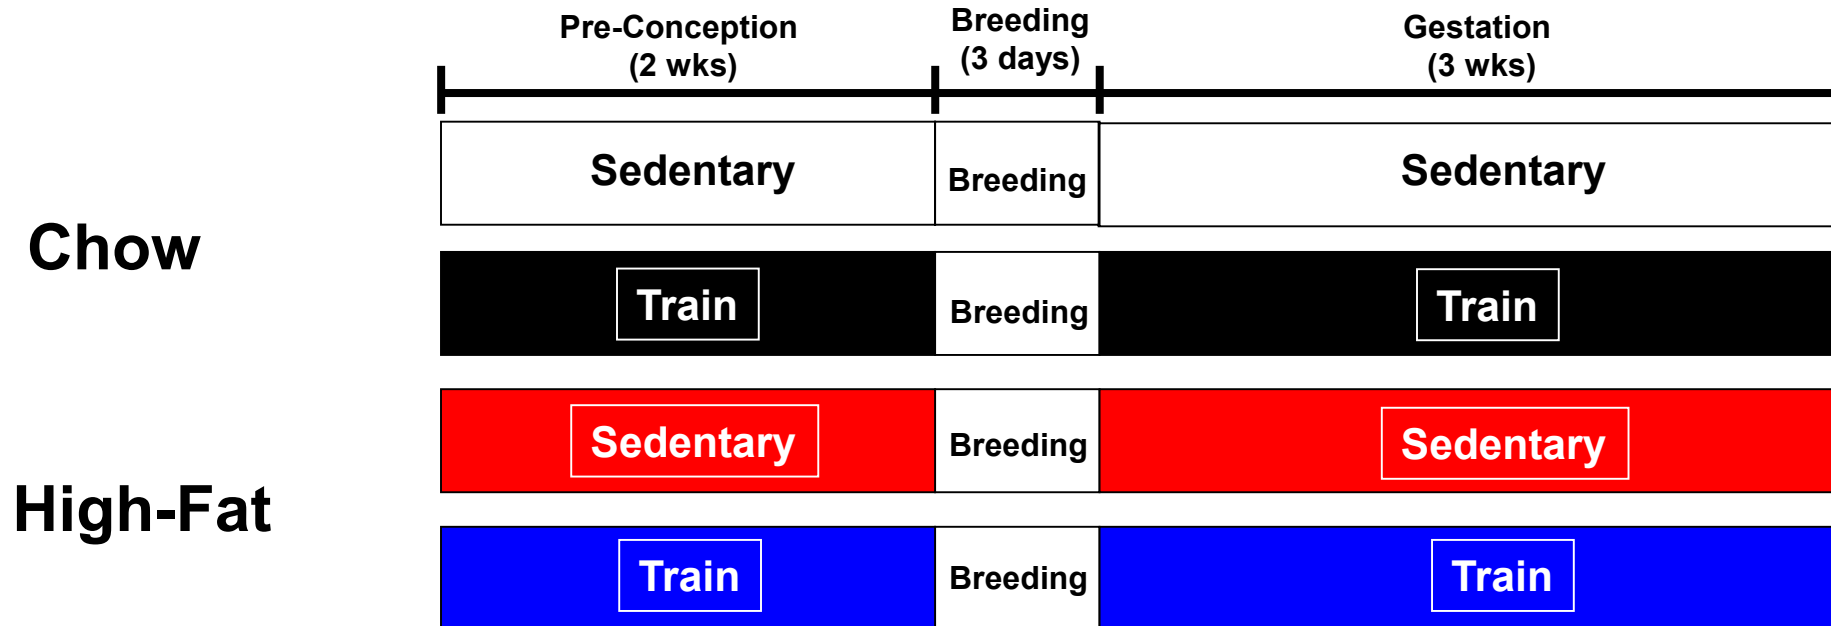 Pre-Conception
(2 wks)
Breeding
(3 days)
Gestation
(3 wks)
Chow
Sedentary
Breeding
Sedentary
Train
Breeding
Train
High-Fat
Sedentary
Breeding
Sedentary
Train
Breeding
Train